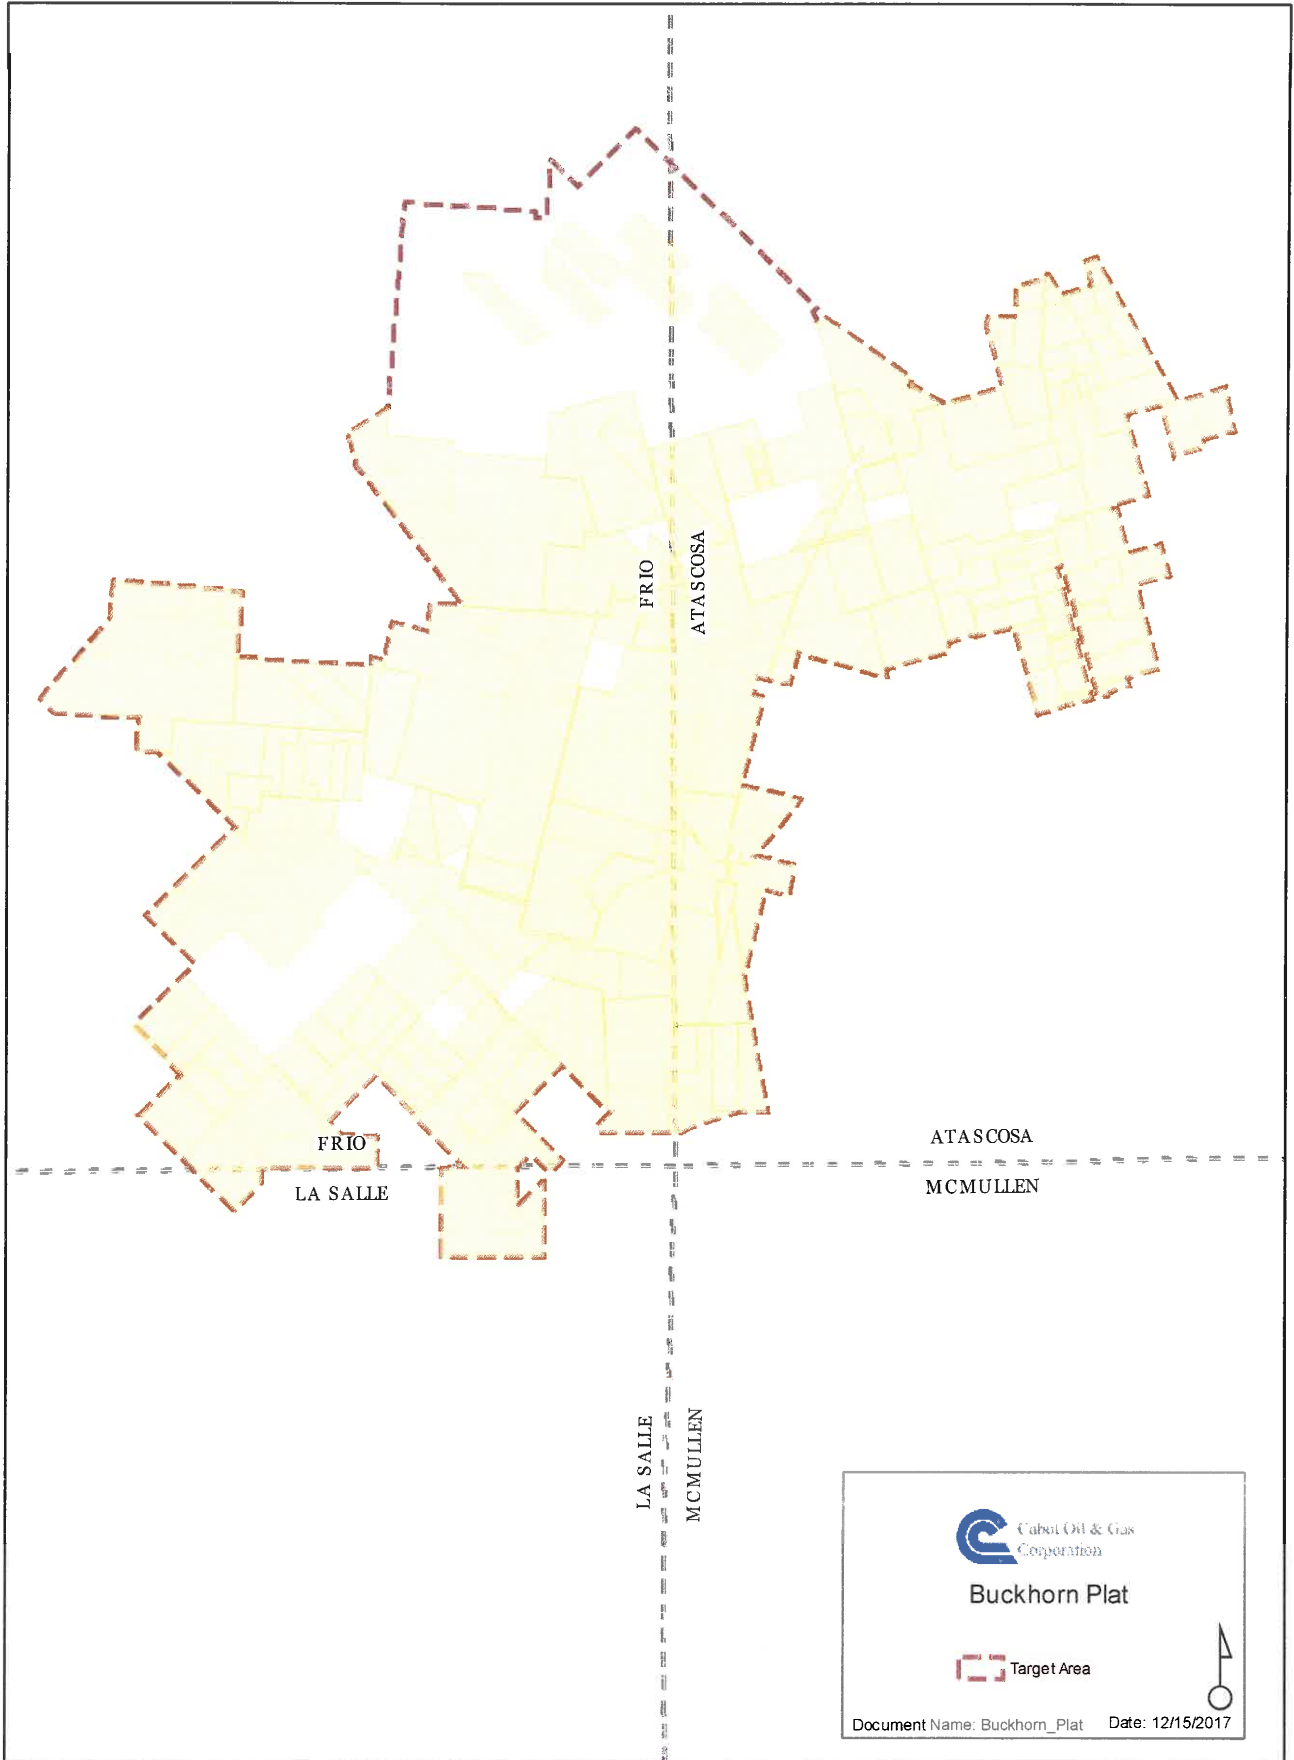 FRIO
ATASCOSA
FRIO
LA SALLE
ATASCOSA
MCMULLEN
LA SALLE
MCMULLEN
Cabot Oil & Gas
Corporation
Buckhorn Plat
Target Area
Document Name: Buckhorn_Plat Date: 12/15/2017